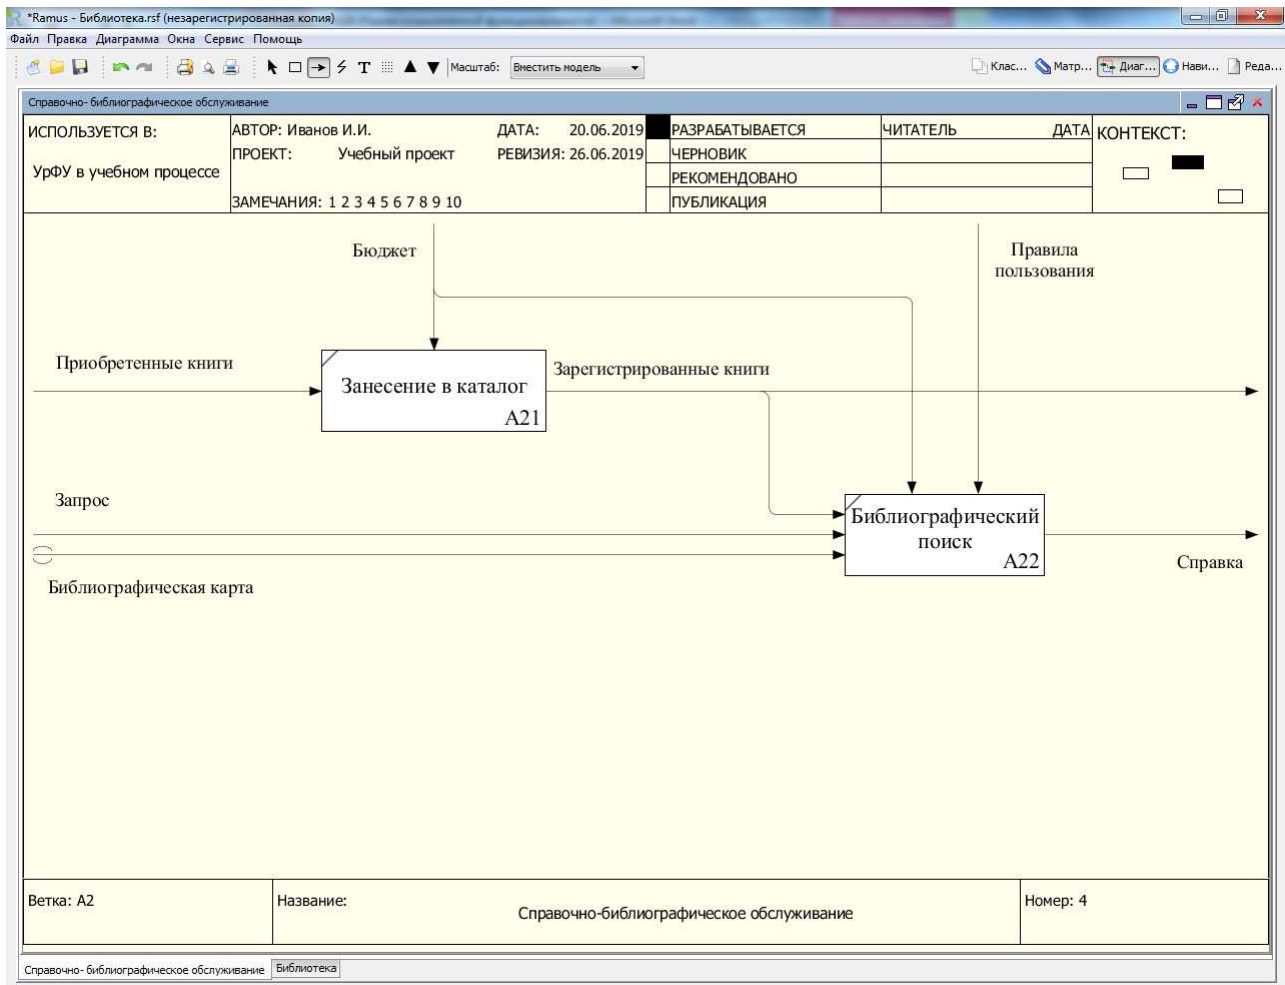 *Ramus - Библиотека.rsf (незарегистрированная копия)
Файл Правка Диаграмма Окна Сервис Помощь
Масштаб: Вместить модель Клас... Матр... Диаг... Нави... Реда...
Справочно-библиографическое обслуживание
ИСПОЛЬЗУЕТСЯ В: АВТОР: Иванов И.И. ДАТА: 20.06.2019 РАЗРАБАТЫВАЕТСЯ ЧИТАТЕЛЬ ДАТА КОНТЕКСТ:
ПРОЕКТ: Учебный проект РЕВИЗИЯ: 26.06.2019 ЧЕРНОВИК
УрФУ в учебном процессе РЕКОМЕНДОВАНО
ЗАМЕЧАНИЯ: 1 2 3 4 5 6 7 8 9 10 ПУБЛИКАЦИЯ
Бюджет
Правила
пользования
Приобретенные книги
Занесение в каталог
A21
Зарегистрированные книги
Запрос
Библиографический
поиск
A22
Справка
Библиографическая карта
Ветка: A2 Название: Справочно-библиографическое обслуживание Номер: 4
Справочно-библиографическое обслуживание Библиотека